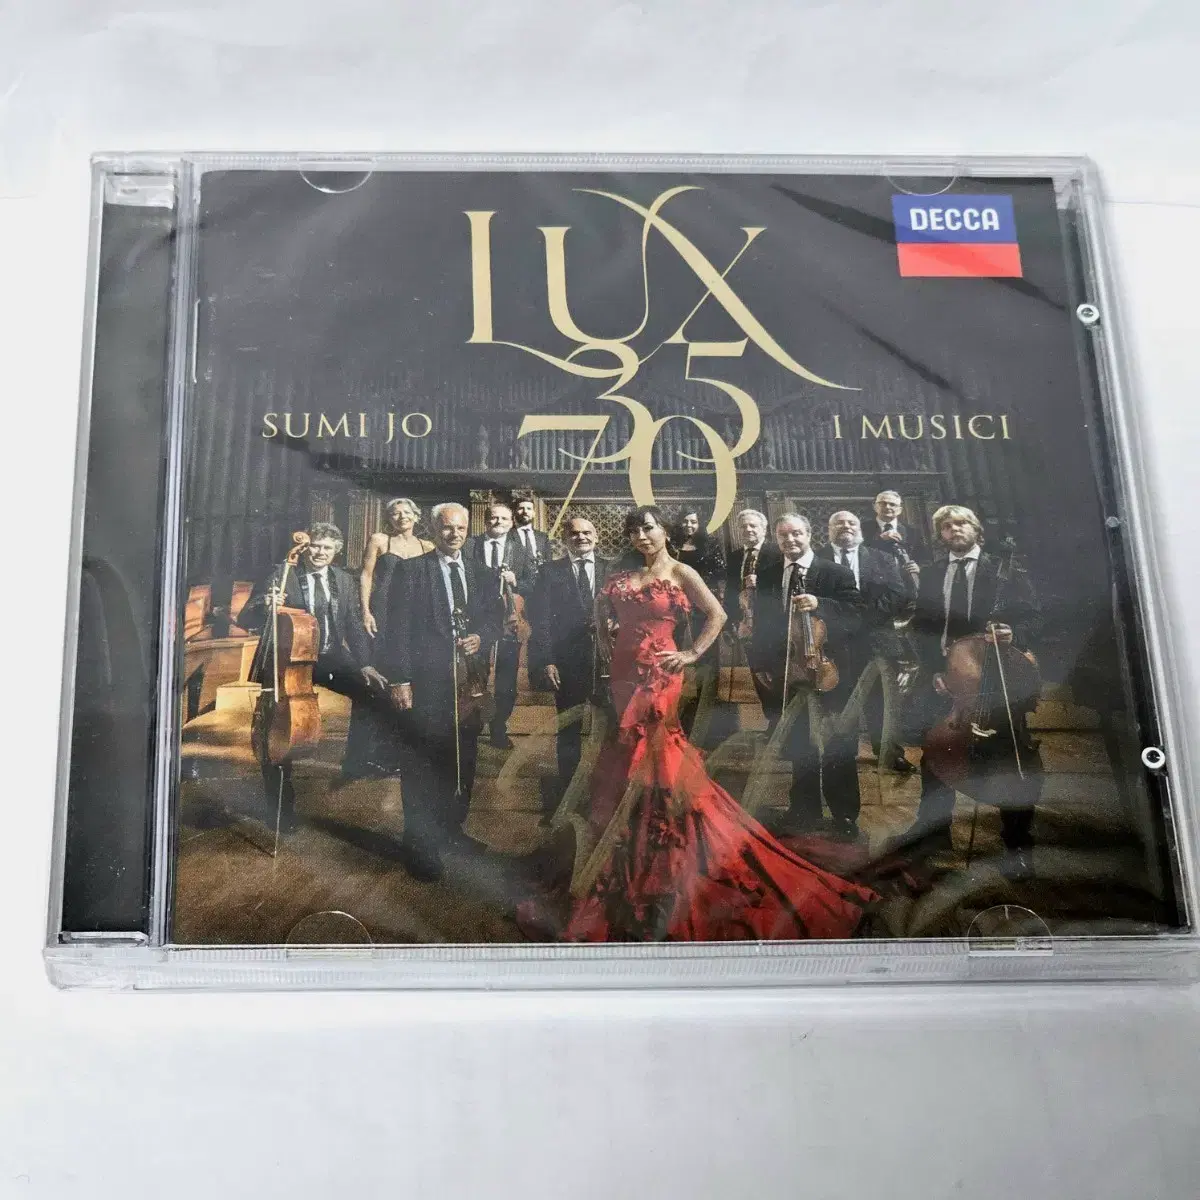 LUX
DECCA
35
SUMI JO
I MUSICI
70